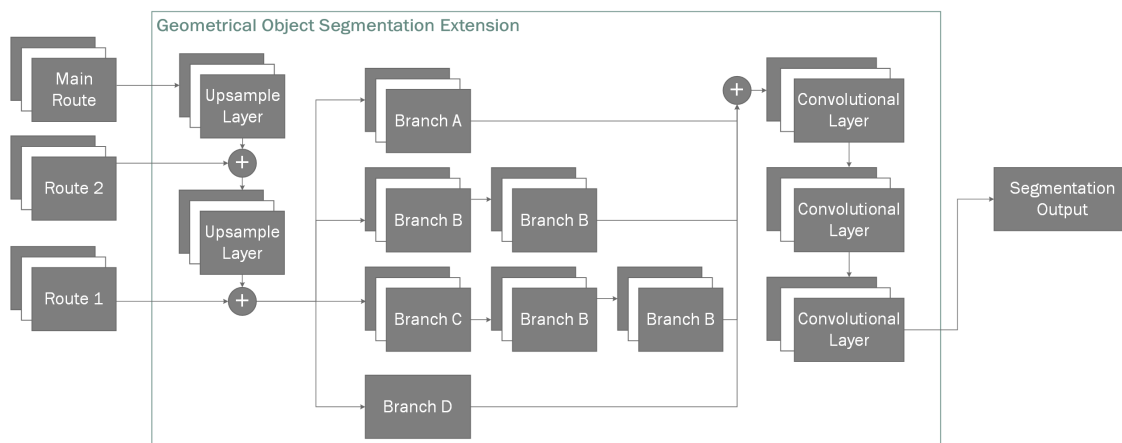 Geometrical Object Segmentation Extension
Main
Route
Upsample
Layer
+
Route 2
Upsample
Layer
Route 1
+
Branch A
Branch B
Branch B
Branch C
Branch B
Branch B
Branch D
+
Convolutional
Layer
Convolutional
Layer
Convolutional
Layer
Segmentation
Output